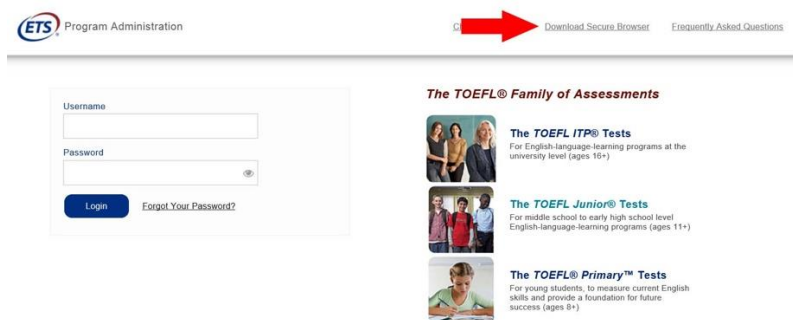 ETS Program Administration
Download Secure Browser
Frequently Asked Questions
Username
Password
Login
Forgot Your Password?
The TOEFL® Family of Assessments
The TOEFL ITP® Tests
For English-language-learning programs at the
university level (ages 16+)
The TOEFL Junior® Tests
For middle school to early high school level
English-language-learning programs (ages 11+)
The TOEFL® Primary™ Tests
For young students, to measure current English
skills and provide a foundation for future
success (ages 8+)